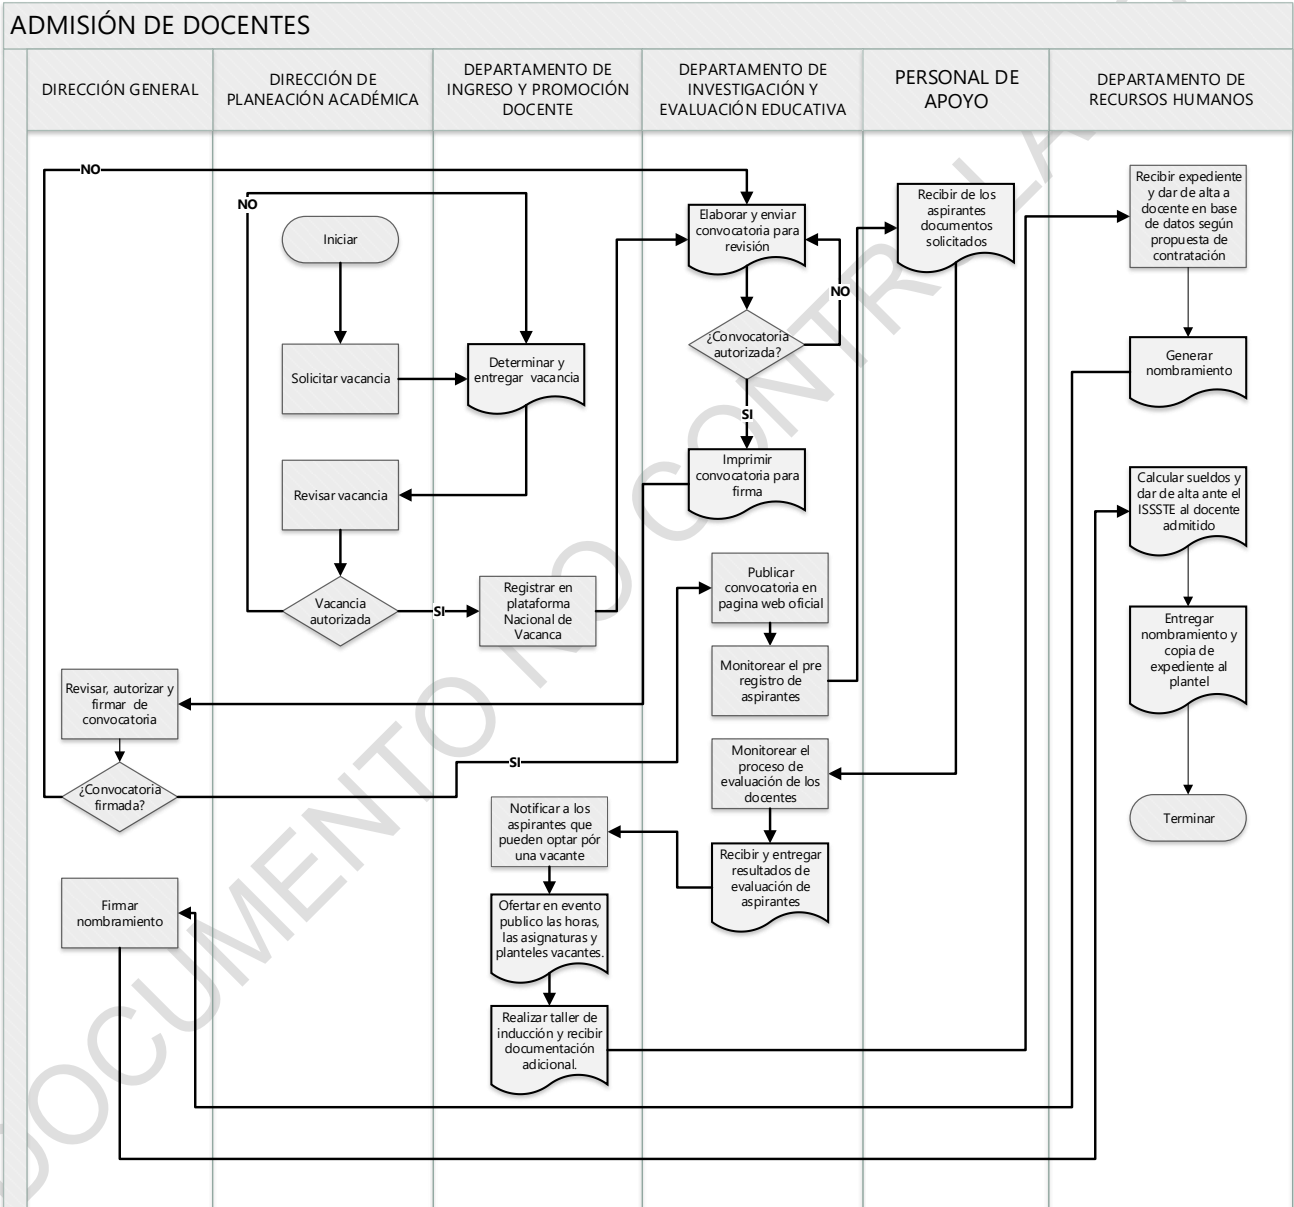 ADMISIÓN DE DOCENTES
DIRECCIÓN GENERAL
DIRECCIÓN DE
PLANEACIÓN ACADÉMICA
DEPARTAMENTO DE
INGRESO Y PROMOCIÓN
DOCENTE
DEPARTAMENTO DE
INVESTIGACIÓN Y
EVALUACIÓN EDUCATIVA
PERSONAL DE
APOYO
DEPARTAMENTO DE
RECURSOS HUMANOS
NO
NO
Iniciar
Solicitar vacancia
Determinar y
entregar vacancia
Revisar vacancia
Vacancia
autorizada
SI
Registrar en
plataforma
Nacional de
Vacanca
Elaborar y enviar
convocatoria para
revisión
NO
¿Convocatoria
autorizada?
SI
Imprimir
convocatoria para
firma
Revisar, autorizar y
firmar de
convocatoria
¿Convocatoria
firmada?
SI
Publicar
convocatoria en
pagina web oficial
Monitorear el pre
registro de
aspirantes
Recibir de los
aspirantes
documentos
solicitados
Monitorear el
proceso de
evaluación de los
docentes
Recibir y entregar
resultados de
evaluación de
aspirantes
Notificar a los
aspirantes que
pueden optar pór
una vacante
Ofertar en evento
publico las horas,
las asignaturas y
planteles vacantes.
Realizar taller de
inducción y recibir
documentación
adicional.
Recibir expediente
y dar de alta a
docente en base
de datos según
propuesta de
contratación
Generar
nombramiento
Firmar
nombramiento
Calcular sueldos y
dar de alta ante el
ISSSTE al docente
admitido
Entregar
nombramiento y
copia de
expediente al
plantel
Terminar
DOCUMENTO NO CONTR LA